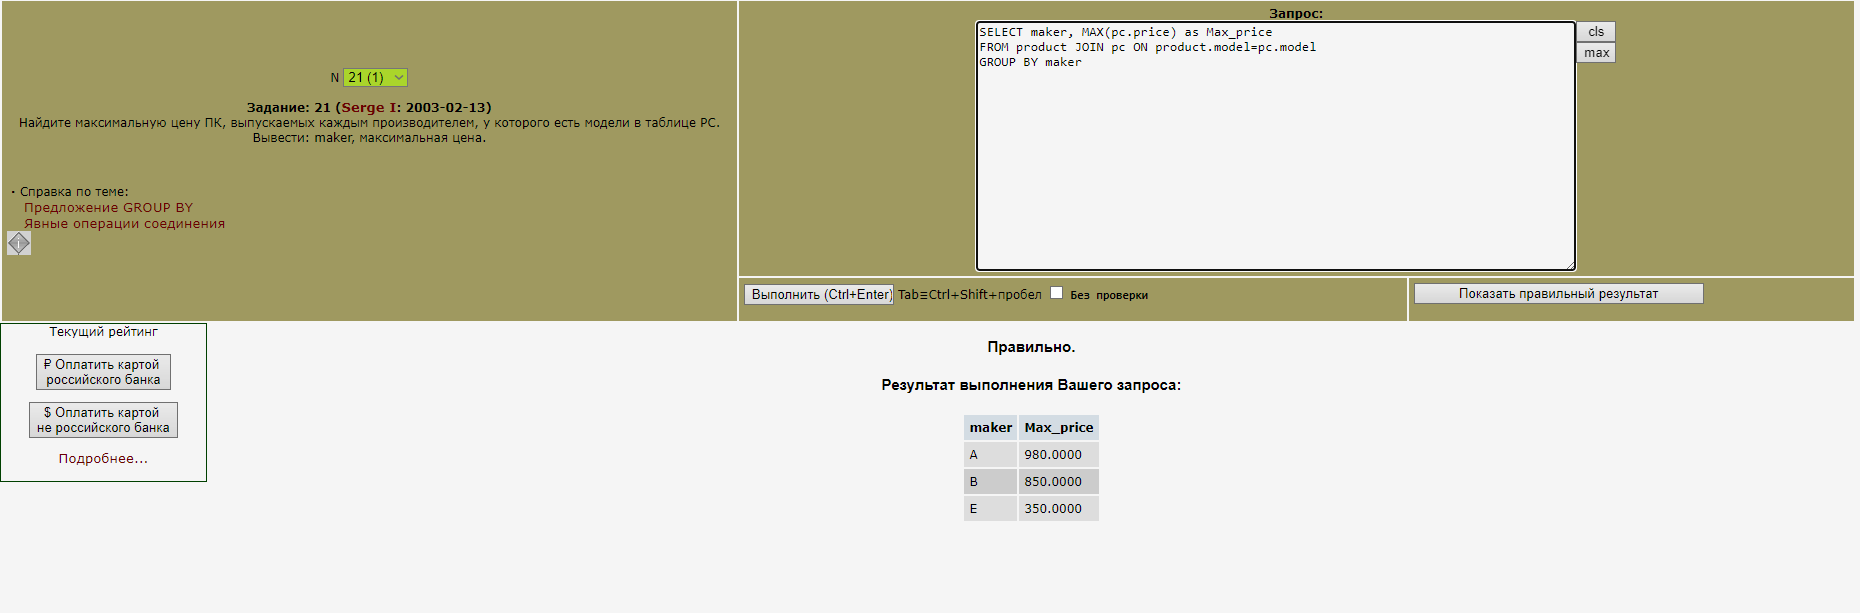 N 21 (1)
Задание: 21 (Serge I: 2003-02-13)
Найдите максимальную цену ПК, выпускаемых каждым производителем, у которого есть модели в таблице PC.
Вывести: maker, максимальная цена.
· Справка по теме:
Предложение GROUP BY
Явные операции соединения
Запрос:
SELECT maker, MAX(pc.price) as Max_price
FROM product JOIN pc ON product.model=pc.model
GROUP BY maker
cls
max
Выполнить (Ctrl+Enter) Tab≡Ctrl+Shift+пробел Без проверки
Показать правильный результат
Текущий рейтинг
₽ Оплатить картой
российского банка
$ Оплатить картой
не российского банка
Подробнее...
Правильно.
Результат выполнения Вашего запроса:
maker Max_price
A 980.0000
B 850.0000
E 350.0000